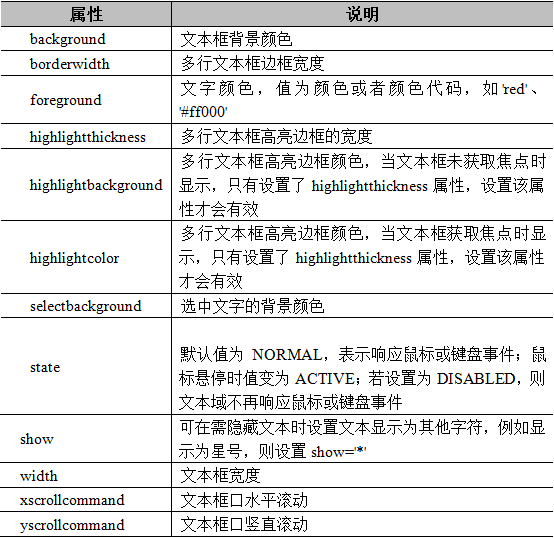 属性 说明
background 文本框背景颜色
borderwidth 多行文本框边框宽度
foreground 文字颜色，值为颜色或者颜色代码，如'red'、
'#ff000'
highlightthickness 多行文本框高亮边框的宽度
highlightbackground 多行文本框高亮边框颜色，当文本框未获取焦点时
显示，只有设置了 highlightthickness 属性，设置该属
性才会有效
highlightcolor 多行文本框高亮边框颜色，当文本框获取焦点时显
示，只有设置了 highlightthickness 属性，设置该属性
才会有效
selectbackground 选中文字的背景颜色
state 默认值为 NORMAL，表示响应鼠标或键盘事件；鼠
标悬停时值变为 ACTIVE；若设置为 DISABLED，则
文本域不再响应鼠标或键盘事件
show 可在需隐藏文本时设置文本显示为其他字符，例如显
示为星号，则设置 show='*'
width 文本框宽度
xscrollcommand 文本框口水平滚动
yscrollcommand 文本框口竖直滚动